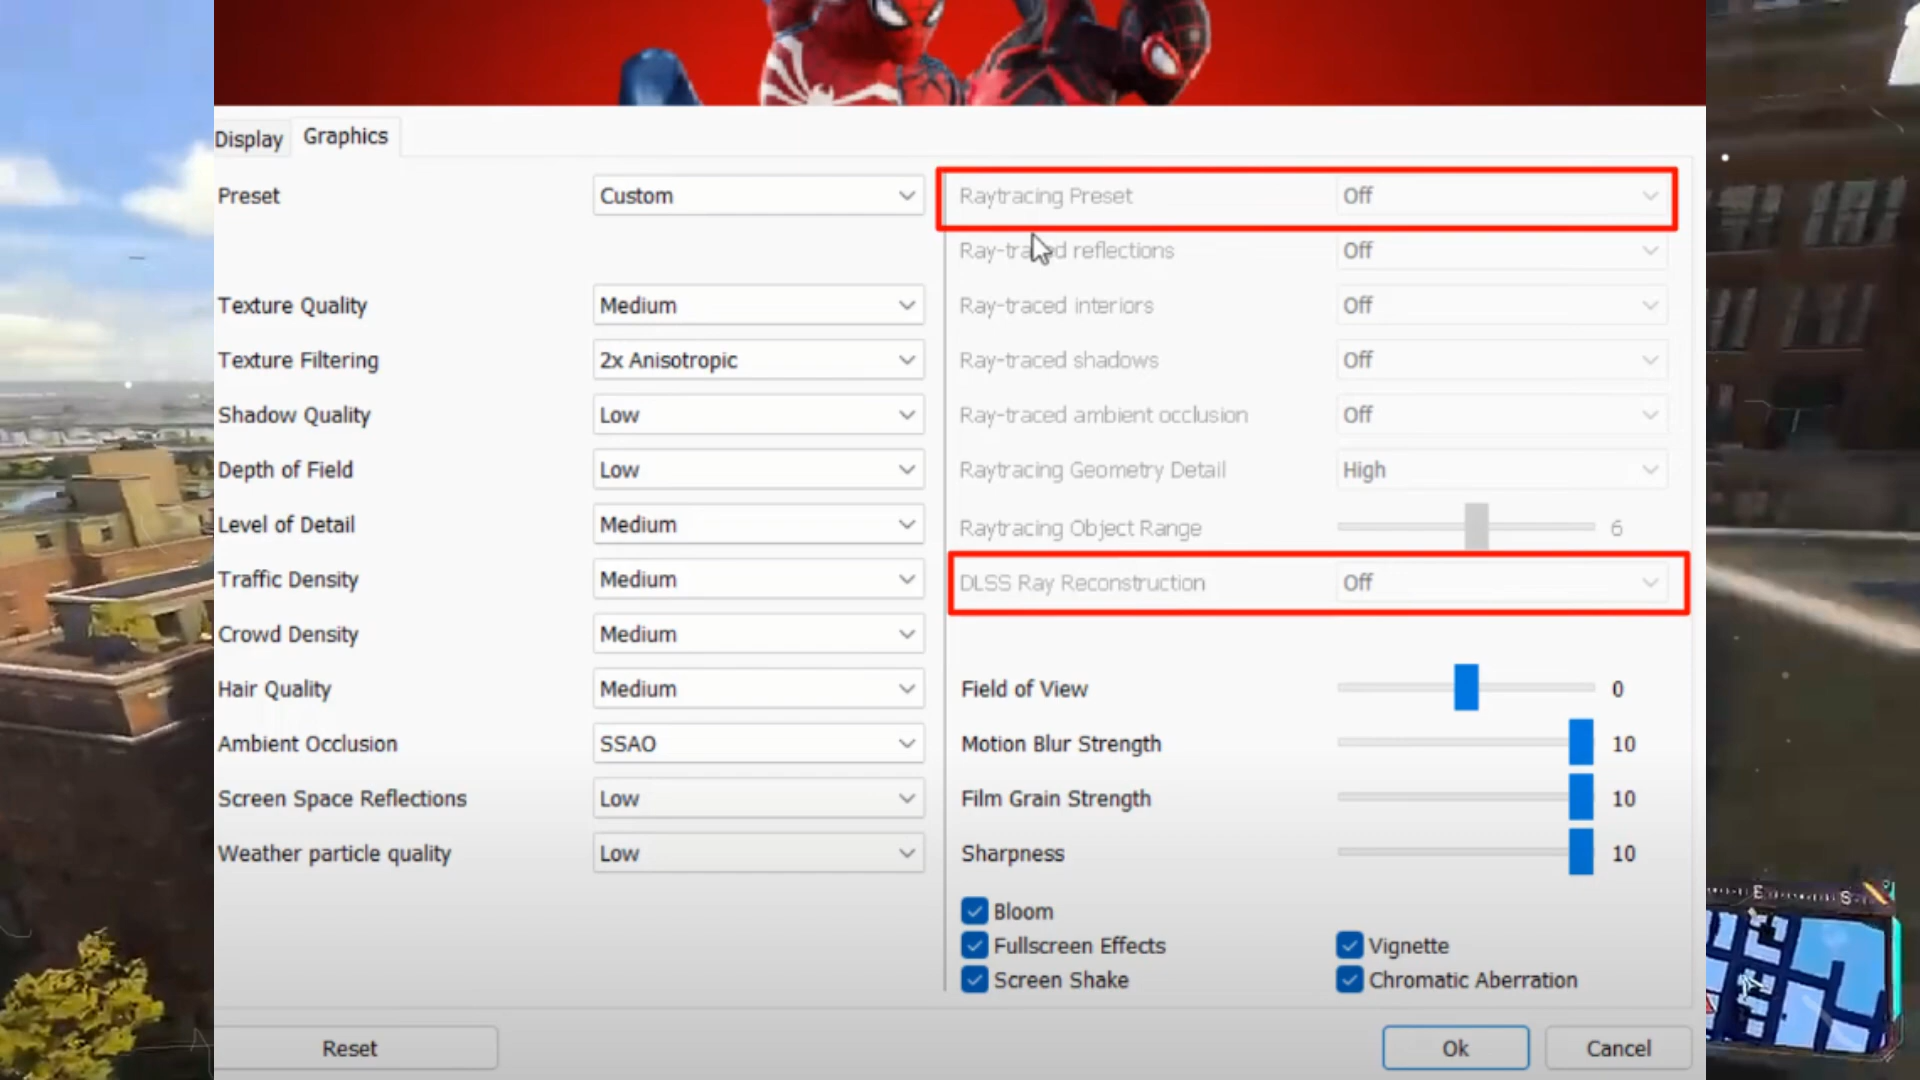 Display
Graphics
Preset Custom
Texture Quality Medium
Texture Filtering 2x Anisotropic
Shadow Quality Low
Depth of Field Low
Level of Detail Medium
Traffic Density Medium
Crowd Density Medium
Hair Quality Medium
Ambient Occlusion SSAO
Screen Space Reflections Low
Weather particle quality Low
Raytracing Preset Off
Ray-traced reflections Off
Ray-traced interiors Off
Ray-traced shadows Off
Ray-traced ambient occlusion Off
Raytracing Geometry Detail High
Raytracing Object Range 6
DLSS Ray Reconstruction Off
Field of View 0
Motion Blur Strength 10
Film Grain Strength 10
Sharpness 10
Bloom
Fullscreen Effects Vignette
Screen Shake Chromatic Aberration
Reset Ok Cancel
E S